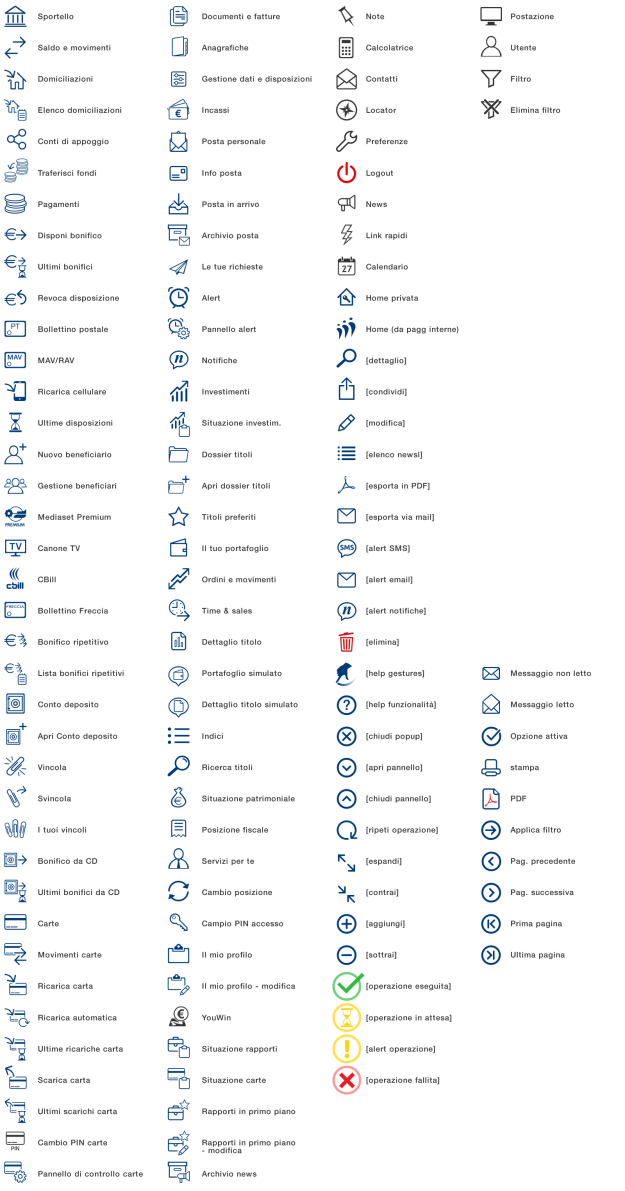 Sportello
Saldo e movimenti
Domiciliazioni
Elenco domiciliazioni
Conti di appoggio
Traferisci fondi
Pagamenti
Disponi bonifico
Ultimi bonifici
Revoca disposizione
PT
Bollettino postale
MAV
MAV/RAV
Ricarica cellulare
Ultime disposizioni
Nuovo beneficiario
Gestione beneficiari
PREMIUM
Mediaset Premium
TV
Canone TV
cbill
CBill
FRECCIA
Bollettino Freccia
Bonifico ripetitivo
Lista bonifici ripetitivi
Conto deposito
Apri Conto deposito
Vincola
Svincola
I tuoi vincoli
Bonifico da CD
Ultimi bonifici da CD
Carte
Movimenti carte
Ricarica carta
Ricarica automatica
Ultime ricariche carta
Scarica carta
Ultimi scarichi carta
PIN
Cambio PIN carte
Pannello di controllo carte
Documenti e fatture
Anagrafiche
Gestione dati e disposizioni
Incassi
Posta personale
Info posta
Posta in arrivo
Archivio posta
Le tue richieste
Alert
Pannello alert
n
Notifiche
Investimenti
Situazione investim.
Dossier titoli
Apri dossier titoli
Titoli preferiti
Il tuo portafoglio
Ordini e movimenti
Time & sales
Dettaglio titolo
Portafoglio simulato
Dettaglio titolo simulato
Indici
Ricerca titoli
Situazione patrimoniale
Posizione fiscale
Servizi per te
Cambio posizione
Campio PIN accesso
Il mio profilo
Il mio profilo - modifica
YouWin
Situazione rapporti
Situazione carte
Rapporti in primo piano
Rapporti in primo piano
- modifica
Archivio news
Note
Calcolatrice
Contatti
Locator
Preferenze
Logout
News
Link rapidi
27
Calendario
Home privata
Home (da pagg interne)
[dettaglio]
[condividi]
[modifica]
[elenco newsl]
[esporta in PDF]
[esporta via mail]
SMS
[alert SMS]
[alert email]
n
[alert notifiche]
[elimina]
[help gestures]
?
[help funzionalità]
[chiudi popup]
[apri pannello]
[chiudi pannello]
[ripeti operazione]
[espandi]
[contrai]
[aggiungi]
[sottrai]
[operazione eseguita]
[operazione in attesa]
!
[alert operazione]
[operazione fallita]
Postazione
Utente
Filtro
Elimina filtro
Messaggio non letto
Messaggio letto
Opzione attiva
stampa
PDF
Applica filtro
Pag. precedente
Pag. successiva
Prima pagina
Ultima pagina